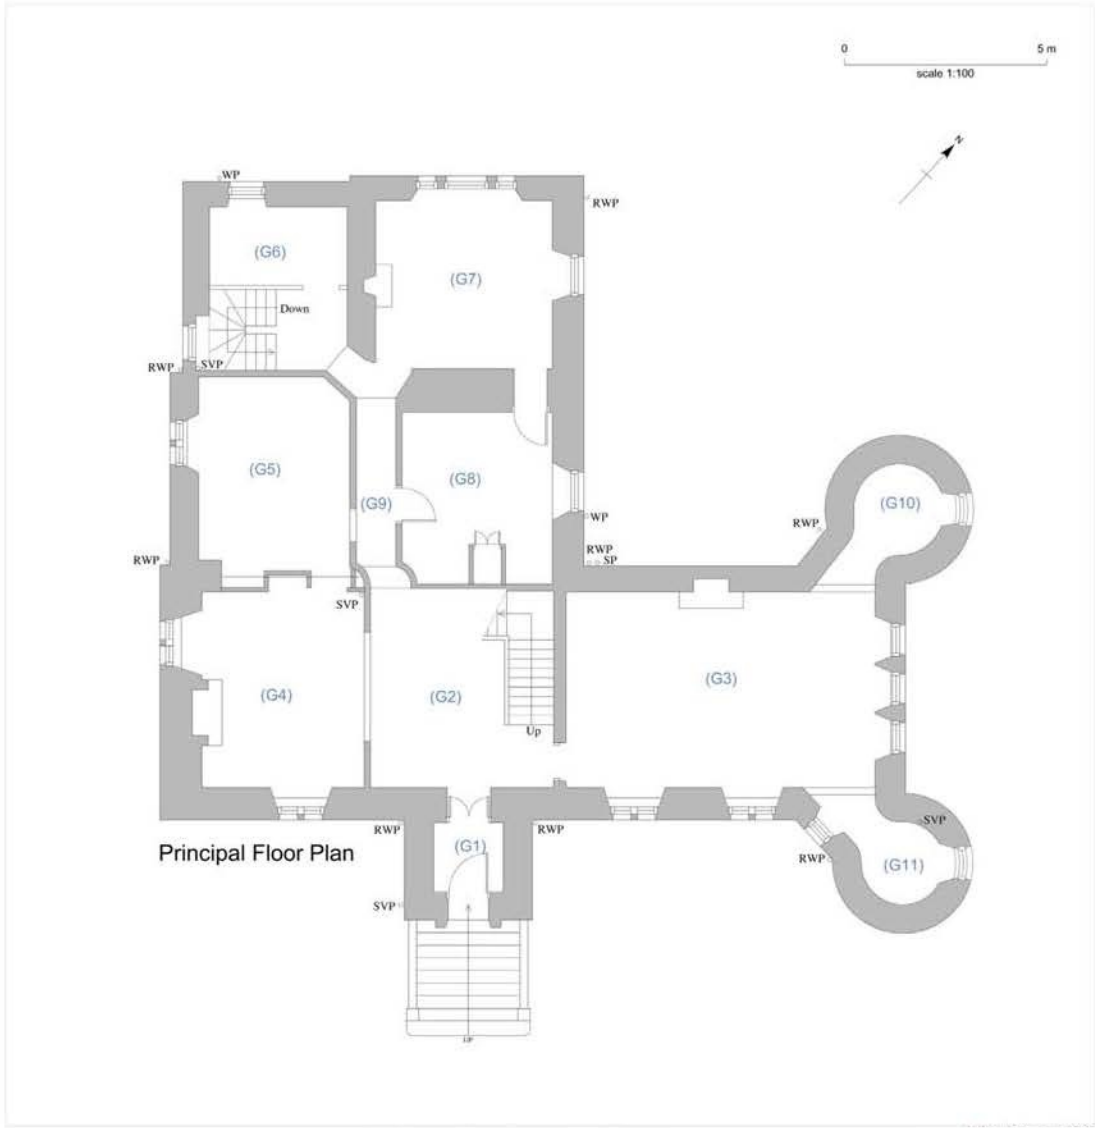 0 5 m
scale 1:100
N
WP
RWP
(G6)
(G7)
Down
RWP
SVP
(G5)
(G8)
(G9)
(G10)
WP
RWP
RWP
RWP
SP
SVP
(G4)
(G2)
(G3)
Up
RWP
RWP
SVP
Principal Floor Plan
(G1)
RWP
(G11)
SVP
UP